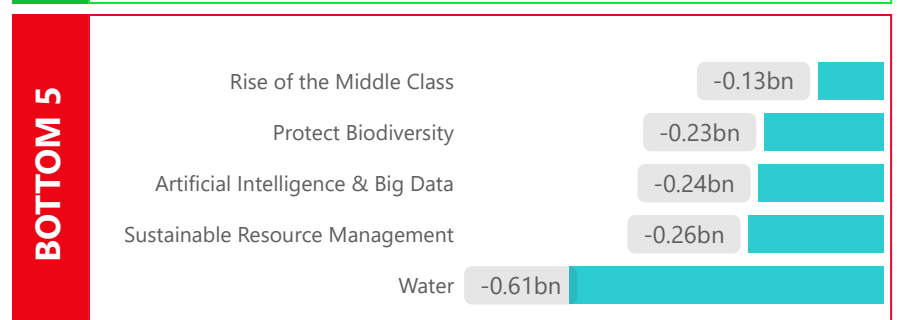 BOTTOM 5
Rise of the Middle Class -0.13bn
Protect Biodiversity -0.23bn
Artificial Intelligence & Big Data -0.24bn
Sustainable Resource Management -0.26bn
Water -0.61bn